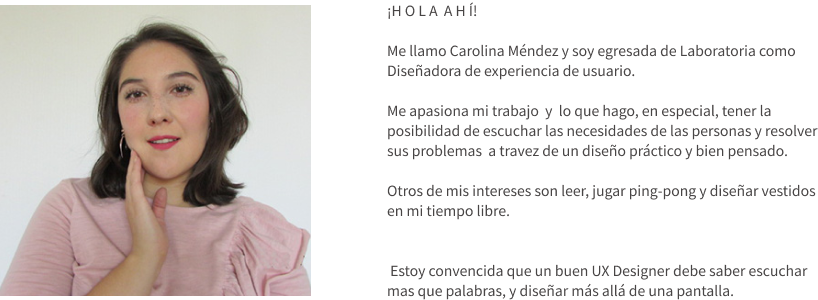 ¡H O L A  A H Í!
Me llamo Carolina Méndez y soy egresada de Laboratoria como
Diseñadora de experiencia de usuario.
Me apasiona mi trabajo  y  lo que hago, en especial, tener la
posibilidad de escuchar las necesidades de las personas y resolver
sus problemas  a travez de un diseño práctico y bien pensado.
Otros de mis intereses son leer, jugar ping-pong y diseñar vestidos
en mi tiempo libre.
Estoy convencida que un buen UX Designer debe saber escuchar
mas que palabras, y diseñar más allá de una pantalla.